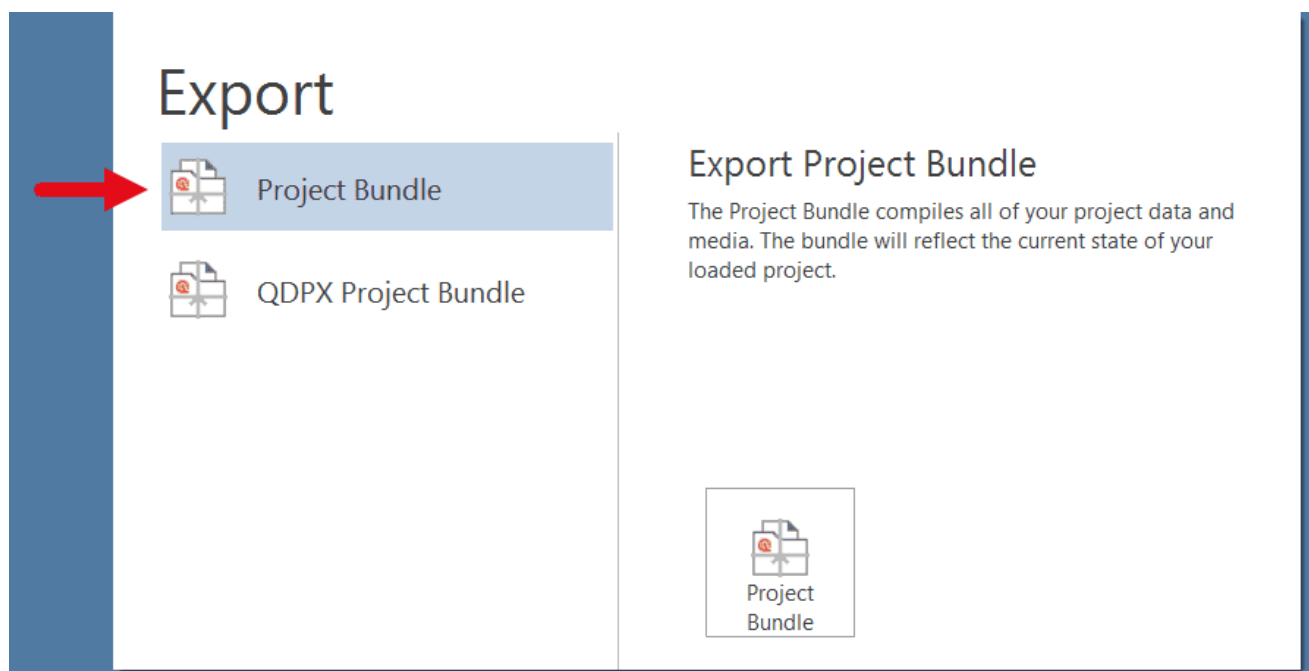 Export
Project Bundle
QDPX Project Bundle
Export Project Bundle
The Project Bundle compiles all of your project data and
media. The bundle will reflect the current state of your
loaded project.
Project
Bundle